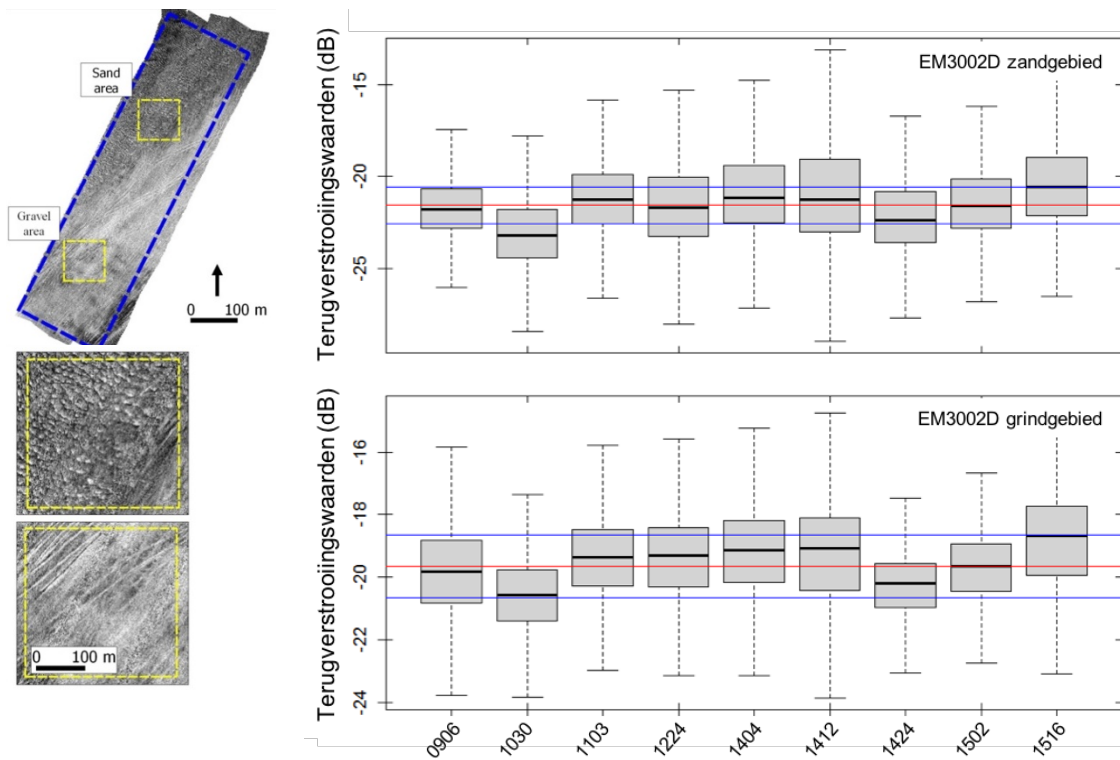 Sand
area
Gravel
area
0 100 m
0 100 m
Terugverstrooiingswaarden (dB)
EM3002D zandgebied
-15
-20
-25
Terugverstrooiingswaarden (dB)
EM3002D grindgebied
-16
-18
-20
-22
-24
0906
1030
1103
1224
1404
1412
1424
1502
1516